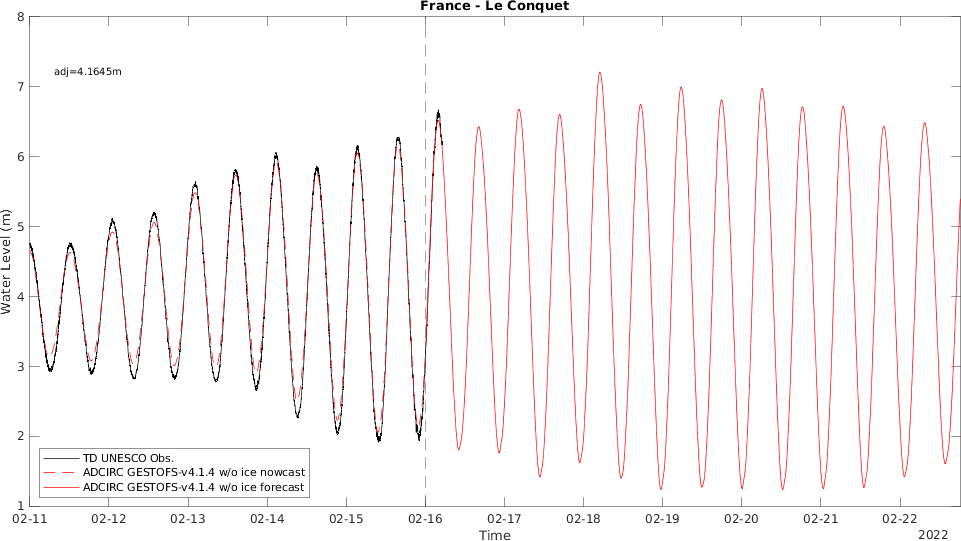 France - Le Conquet
8
7
6
5
4
3
2
1
Water Level (m)
adj=4.1645m
TD UNESCO Obs.
ADCIRC GESTOFS-v4.1.4 w/o ice nowcast
ADCIRC GESTOFS-v4.1.4 w/o ice forecast
02-11 02-12 02-13 02-14 02-15 02-16 02-17 02-18 02-19 02-20 02-21 02-22
Time
2022